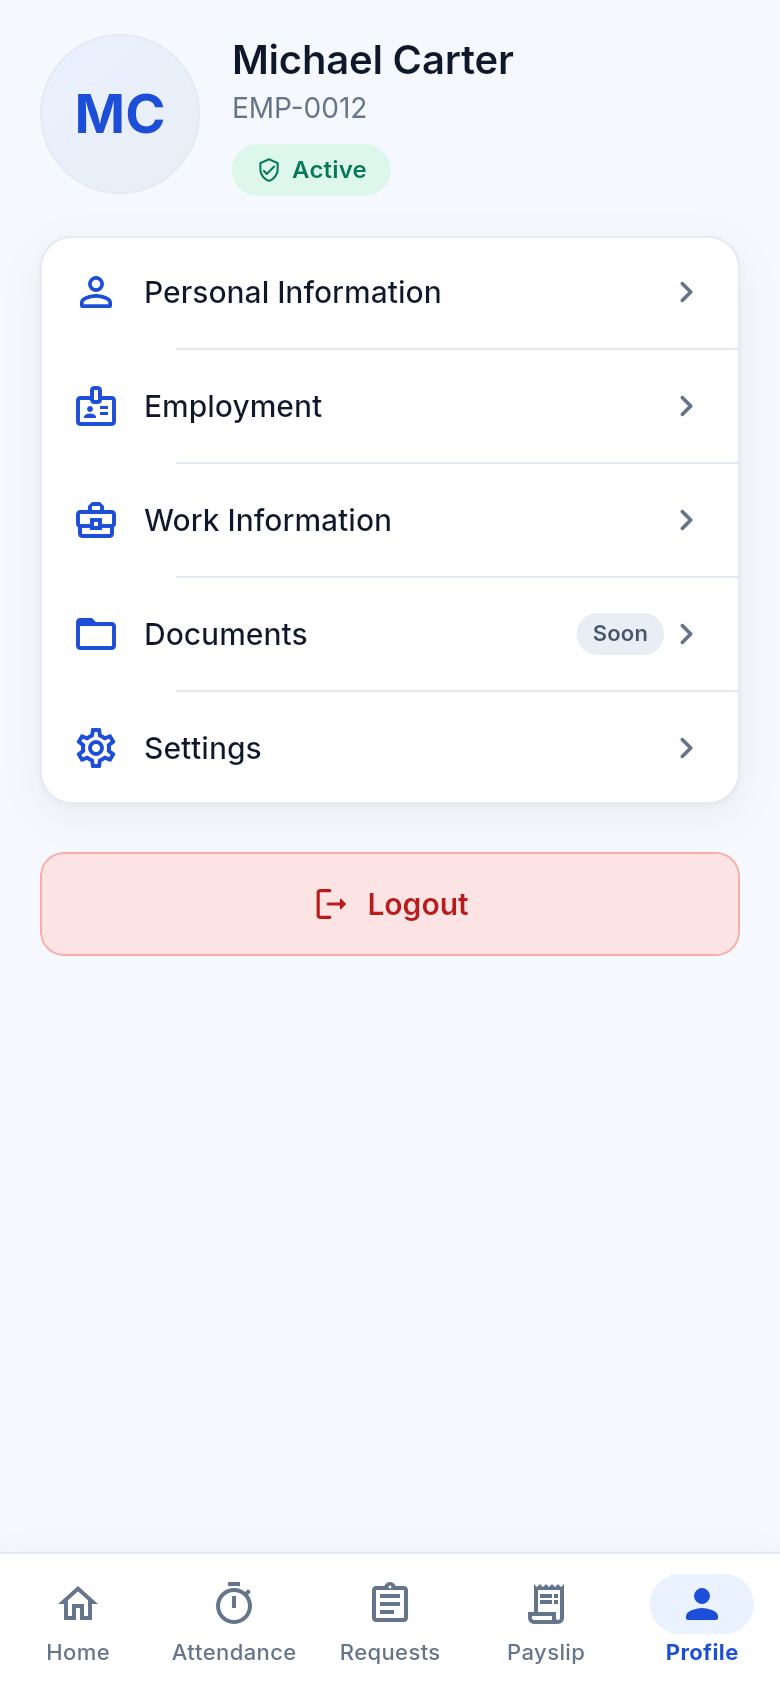 MC
Michael Carter
EMP-0012
Active
Personal Information
Employment
Work Information
Documents
Soon
Settings
Logout
Home
Attendance
Requests
Payslip
Profile